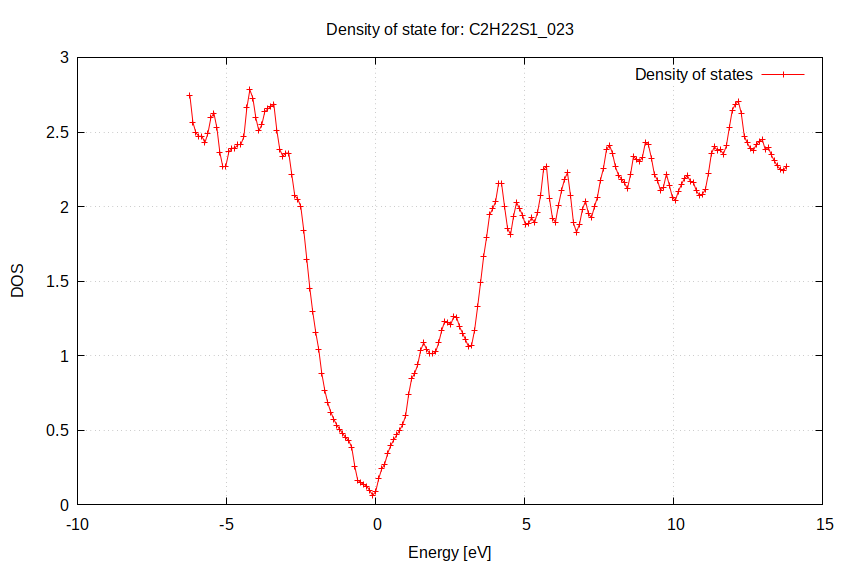 Density of state for: C2H22S1_023
Density of states
3
2.5
2
1.5
1
0.5
0
DOS
-10 -5 0 5 10 15
Energy [eV]